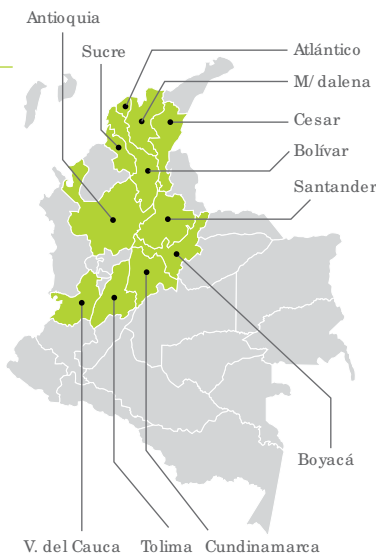 Antioquia
Sucre
Atlántico
M/dalena
Cesar
Bolívar
Santander
Boyacá
V. del Cauca
Tolima
Cundinamarca